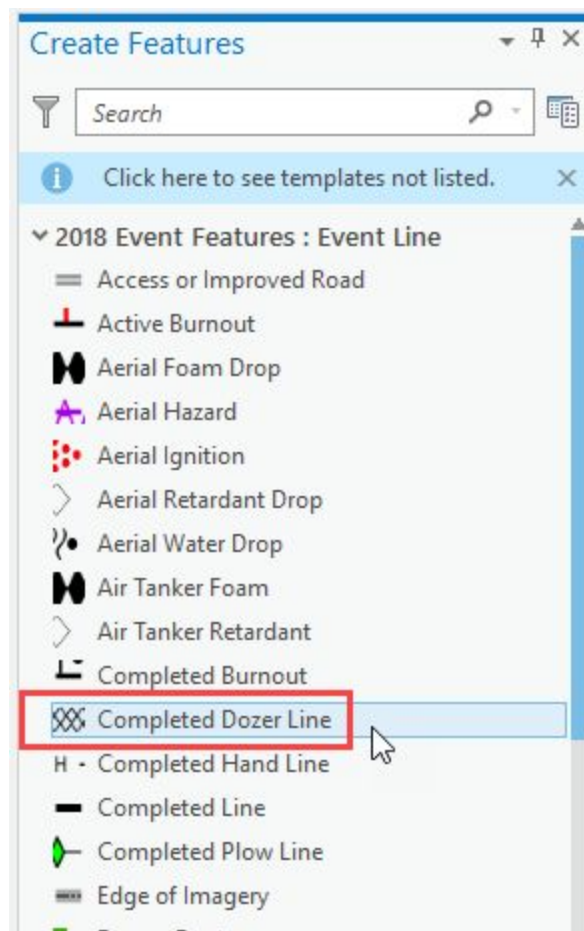 Create Features
Search
Click here to see templates not listed.
2018 Event Features : Event Line
Access or Improved Road
Active Burnout
Aerial Foam Drop
Aerial Hazard
Aerial Ignition
Aerial Retardant Drop
Aerial Water Drop
Air Tanker Foam
Air Tanker Retardant
Completed Burnout
Completed Dozer Line
H - Completed Hand Line
Completed Line
Completed Plow Line
Edge of Imagery